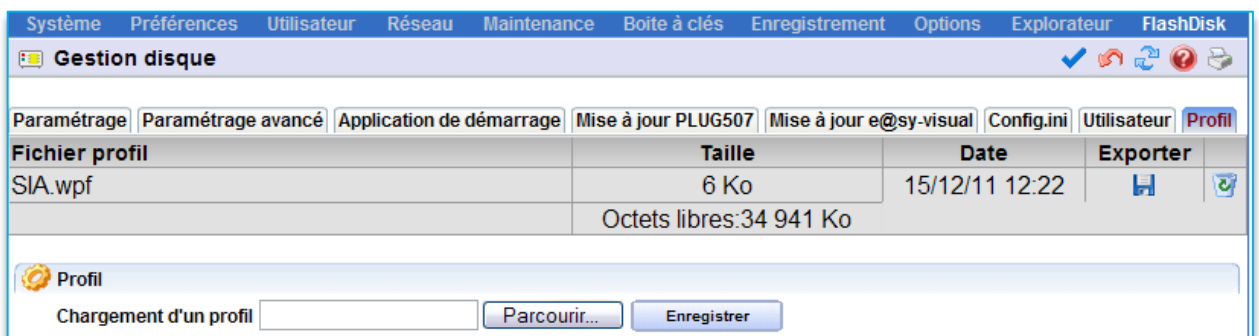 Système Préférences Utilisateur Réseau Maintenance Boite à clés Enregistrement Options Explorateur FlashDisk
Gestion disque
Paramétrage Paramétrage avancé Application de démarrage Mise à jour PLUG507 Mise à jour e@sy-visual Config.ini Utilisateur Profil
Fichier profil Taille Date Exporter
SIA.wpf 6 Ko 15/12/11 12:22
Octets libres:34 941 Ko
Profil
Chargement d'un profil Parcourir... Enregistrer